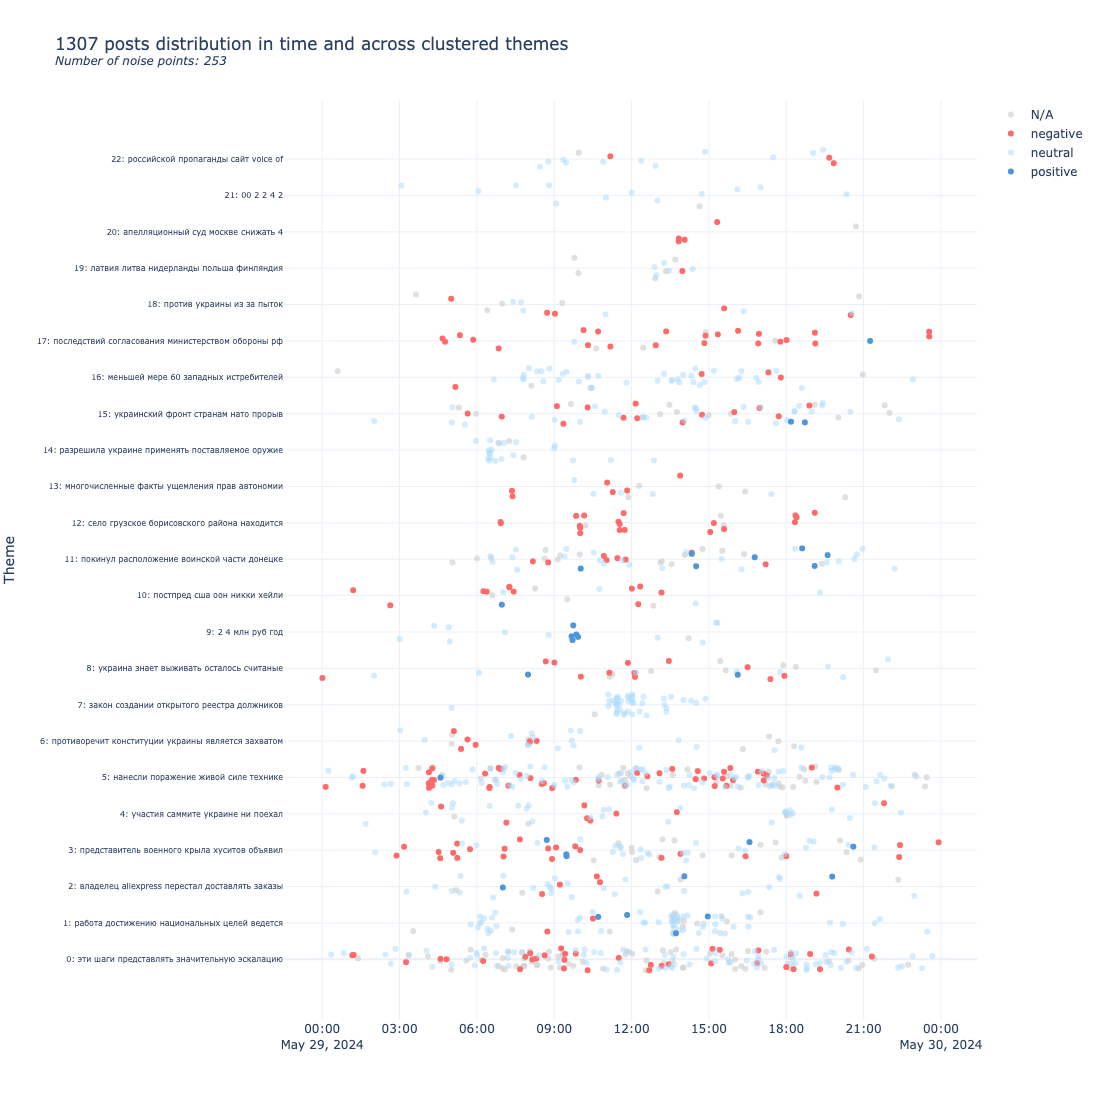 1307 posts distribution in time and across clustered themes
Number of noise points: 253
N/A
negative
neutral
positive
Theme
22: российской пропаганды сайт voice of
21: 00 2 2 4 2
20: апелляционный суд москве снижать 4
19: латвия литва нидерланды польша финляндия
18: против украины из за пыток
17: последствий согласования министерством обороны рф
16: меньшей мере 60 западных истребителей
15: украинский фронт странам нато прорыв
14: разрешила украине применять поставляемое оружие
13: многочисленные факты ущемления прав автономии
12: село грузское борисовского района находится
11: покинул расположение воинской части донецке
10: постпред сша оон никки хейли
9: 2 4 млн руб год
8: украина знает выживать осталось считаные
7: закон создании открытого реестра должников
6: противоречит конституции украины является захватом
5: нанесли поражение живой силе технике
4: участия саммите украине ни поехал
3: представитель военного крыла хуситов объявил
2: владелец aliexpress перестал доставлять заказы
1: работа достижению национальных целей ведется
0: эти шаги представлять значительную эскалацию
00:00 03:00 06:00 09:00 12:00 15:00 18:00 21:00 00:00
May 29, 2024 May 30, 2024